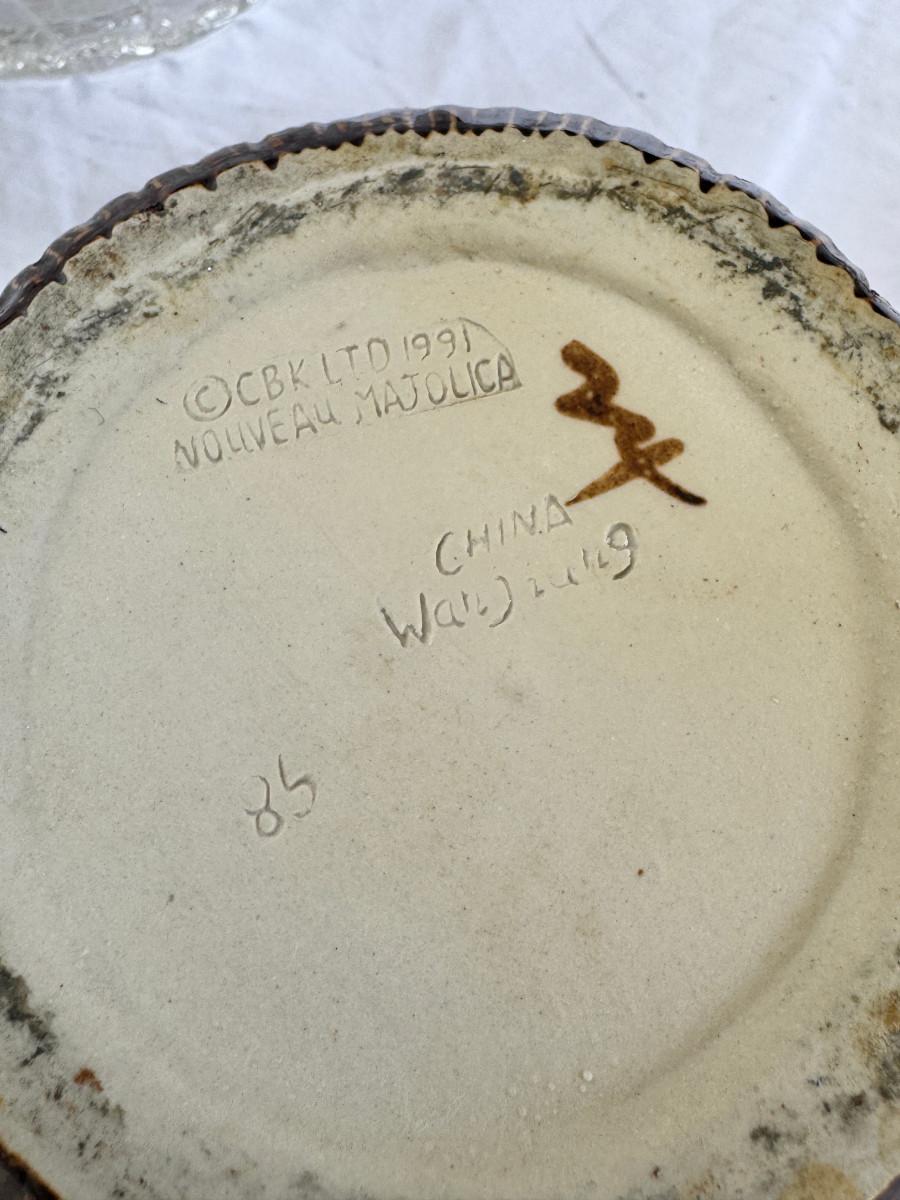 ©CBK LTD 1991
NOUVEAU MAJOLICA
CHINA
85